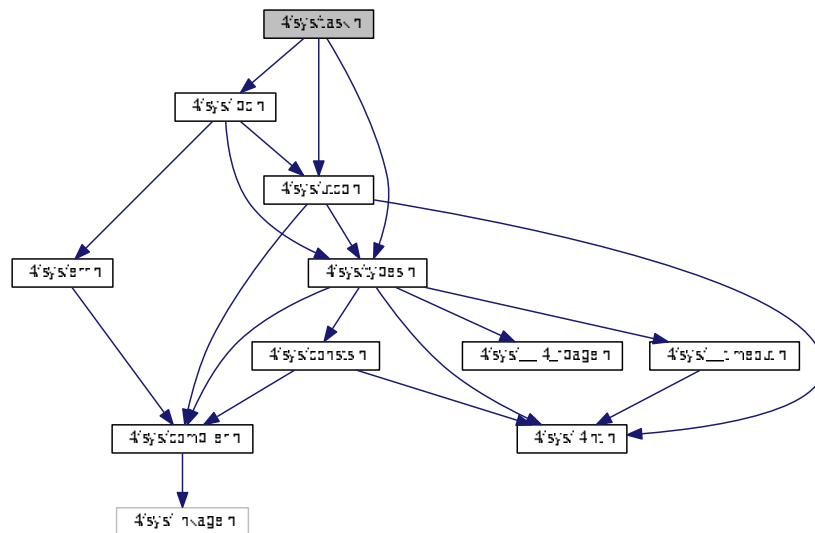 l4/sys/task.h
l4/sys/ipc.h
l4/sys/utcb.h
l4/sys/err.h
l4/sys/types.h
l4/sys/consts.h
l4/sys/__l4_fpage.h
l4/sys/__timeout.h
l4/sys/compiler.h
l4/sys/l4int.h
l4/sys/linkage.h